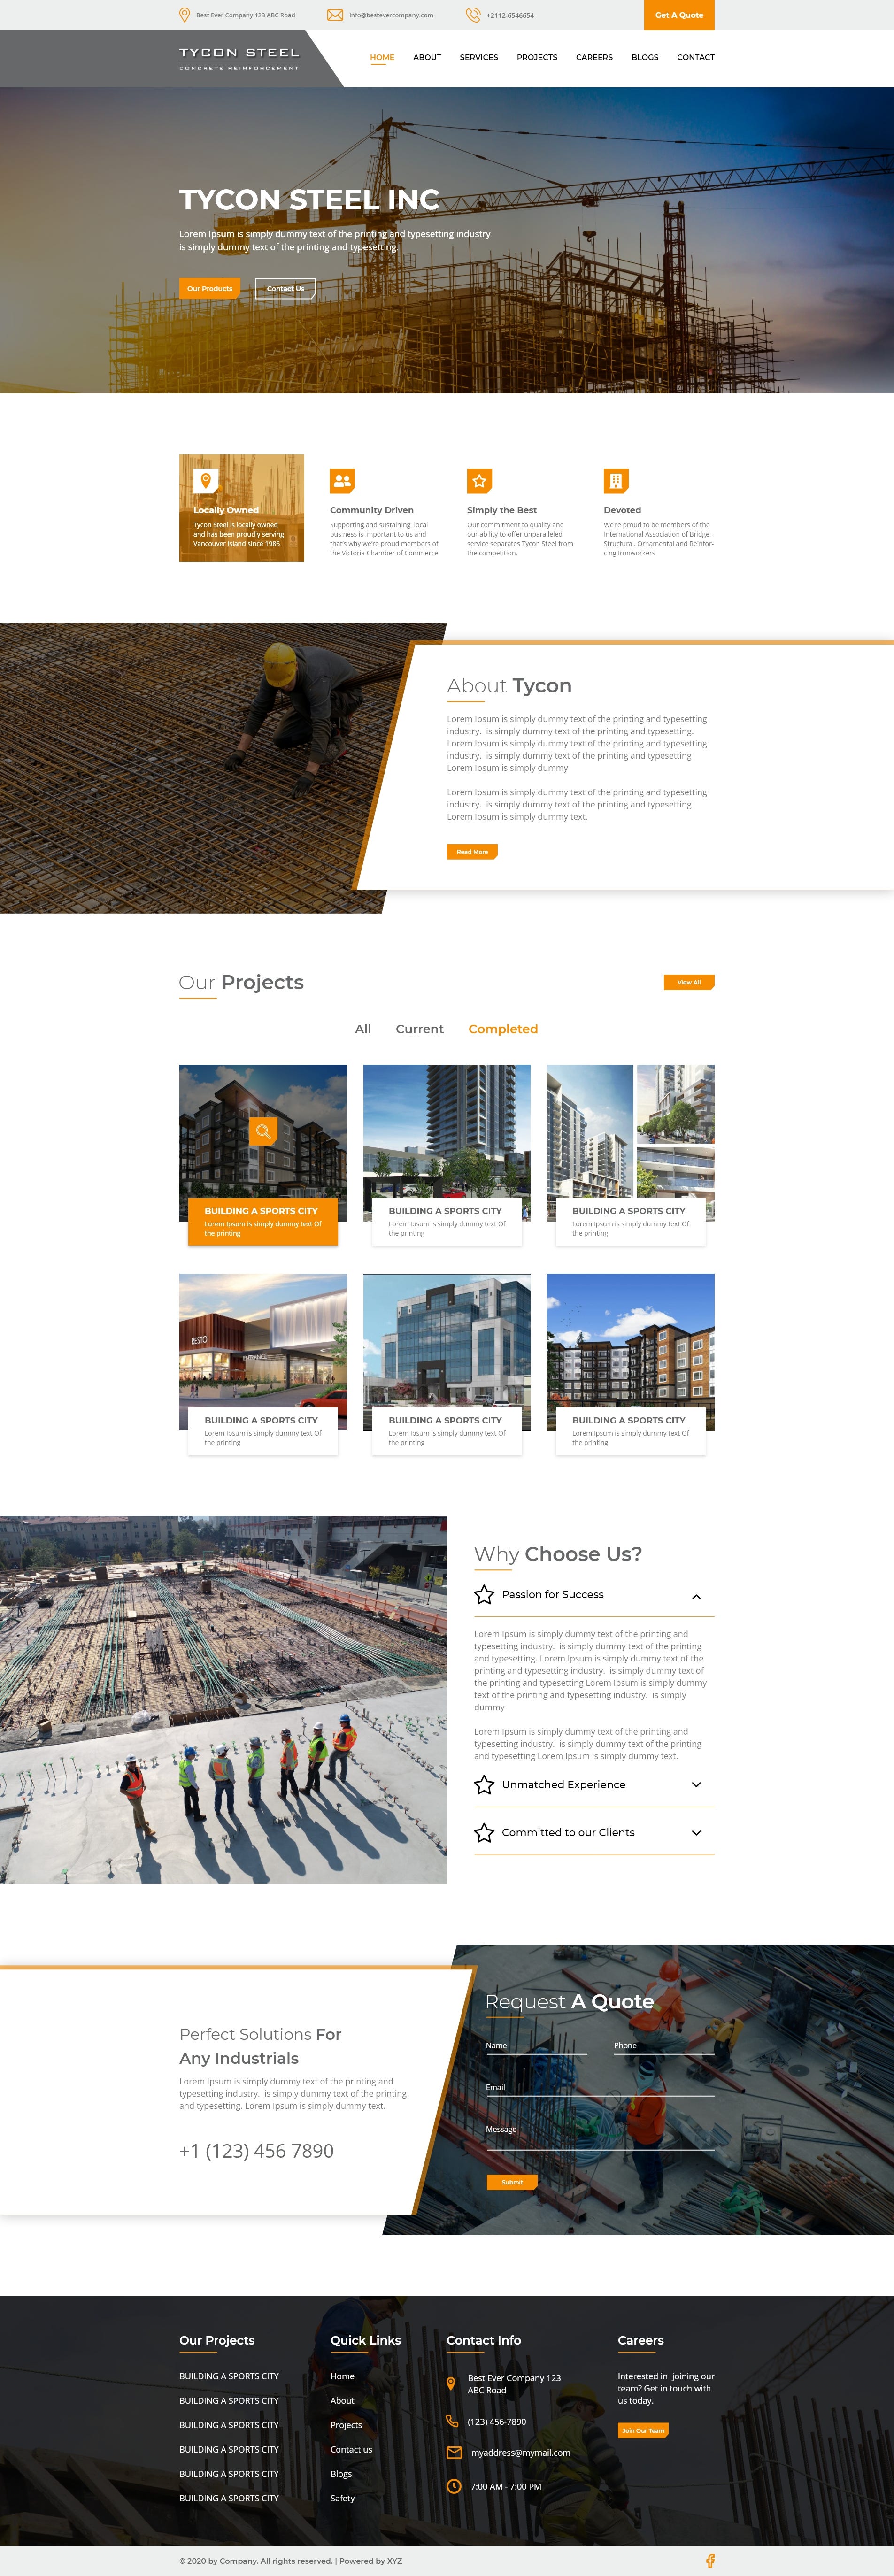 Best Ever Company 123 ABC Road
info@bestevercompany.com
+2112-6546654
Get A Quote
TYCON STEEL
CONCRETE REINFORCEMENT
HOME
ABOUT
SERVICES
PROJECTS
CAREERS
BLOGS
CONTACT
TYCON STEEL INC
Lorem Ipsum is simply dummy text of the printing and typesetting industry
is simply dummy text of the printing and typesetting.
Our Products
Contact Us
Locally Owned
Tycon Steel is locally owned
and has been proudly serving
Vancouver Island since 1985
Community Driven
Supporting and sustaining local
business is important to us and
that's why we're proud members of
the Victoria Chamber of Commerce
Simply the Best
Our commitment to quality and
our ability to offer unparalleled
service separates Tycon Steel from
the competition.
Devoted
We're proud to be members of the
International Association of Bridge,
Structural, Ornamental and Reinfor-
cing Ironworkers
About Tycon
Lorem Ipsum is simply dummy text of the printing and typesetting
industry. is simply dummy text of the printing and typesetting.
Lorem Ipsum is simply dummy text of the printing and typesetting
industry. is simply dummy text of the printing and typesetting
Lorem Ipsum is simply dummy
Lorem Ipsum is simply dummy text of the printing and typesetting
industry. is simply dummy text of the printing and typesetting
Lorem Ipsum is simply dummy text.
Read More
Our Projects
View All
All
Current
Completed
BUILDING A SPORTS CITY
Lorem Ipsum is simply dummy text Of
the printing
BUILDING A SPORTS CITY
Lorem Ipsum is simply dummy text Of
the printing
BUILDING A SPORTS CITY
Lorem Ipsum is simply dummy text Of
the printing
RESTO
ENTRANCE
BUILDING A SPORTS CITY
Lorem Ipsum is simply dummy text Of
the printing
BUILDING A SPORTS CITY
Lorem Ipsum is simply dummy text Of
the printing
BUILDING A SPORTS CITY
Lorem Ipsum is simply dummy text Of
the printing
Why Choose Us?
Passion for Success
Lorem Ipsum is simply dummy text of the printing and
typesetting industry. is simply dummy text of the printing
and typesetting. Lorem Ipsum is simply dummy text of the
printing and typesetting industry. is simply dummy text of
the printing and typesetting Lorem Ipsum is simply dummy
text of the printing and typesetting industry. is simply
dummy
Lorem Ipsum is simply dummy text of the printing and
typesetting industry. is simply dummy text of the printing
and typesetting Lorem Ipsum is simply dummy text.
Unmatched Experience
Committed to our Clients
Perfect Solutions For
Any Industrials
Lorem Ipsum is simply dummy text of the printing and
typesetting industry. is simply dummy text of the printing
and typesetting. Lorem Ipsum is simply dummy text.
+1 (123) 456 7890
Request A Quote
Name
Phone
Email
Message
Submit
Our Projects
BUILDING A SPORTS CITY
BUILDING A SPORTS CITY
BUILDING A SPORTS CITY
BUILDING A SPORTS CITY
BUILDING A SPORTS CITY
BUILDING A SPORTS CITY
Quick Links
Home
About
Projects
Contact us
Blogs
Safety
Contact Info
Best Ever Company 123
ABC Road
(123) 456-7890
myaddress@mymail.com
7:00 AM - 7:00 PM
Careers
Interested in joining our
team? Get in touch with
us today.
Join Our Team
© 2020 by Company. All rights reserved. | Powered by XYZ